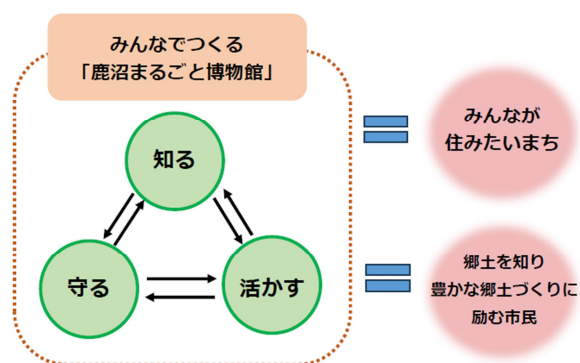 みんなでつくる
「鹿沼まるごと博物館」
知る
守る
活かす
みんなが
住みたいまち
郷土を知り
豊かな郷土づくりに
励む市民